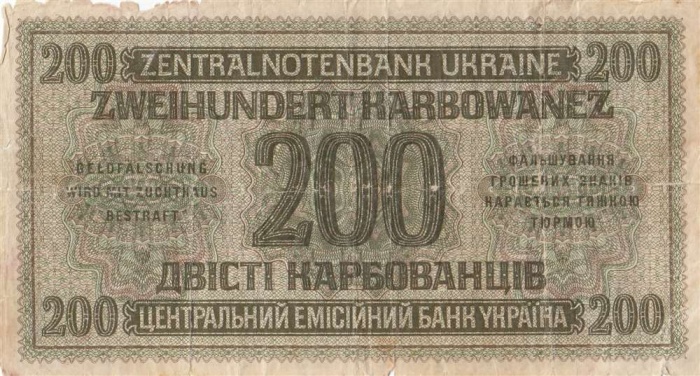 200 ZENTRALNOTENBANK UKRAINE 200
ZWEIHUNDERT KARBOWANEZ
GELDFÄLSCHUNG
WIRD MIT ZUCHTHAUS
BESTRAFT
200
ФАЛЬШУВАННЯ
ГРОШЕВИХ ЗНАКІВ
КАРАЄТЬСЯ ТЯЖКОЮ
ТЮРМОЮ
ДВІСТІ КАРБОВАНЦІВ
200 ЦЕНТРАЛЬНИЙ ЕМІСІЙНИЙ БАНК УКРАЇНА 200